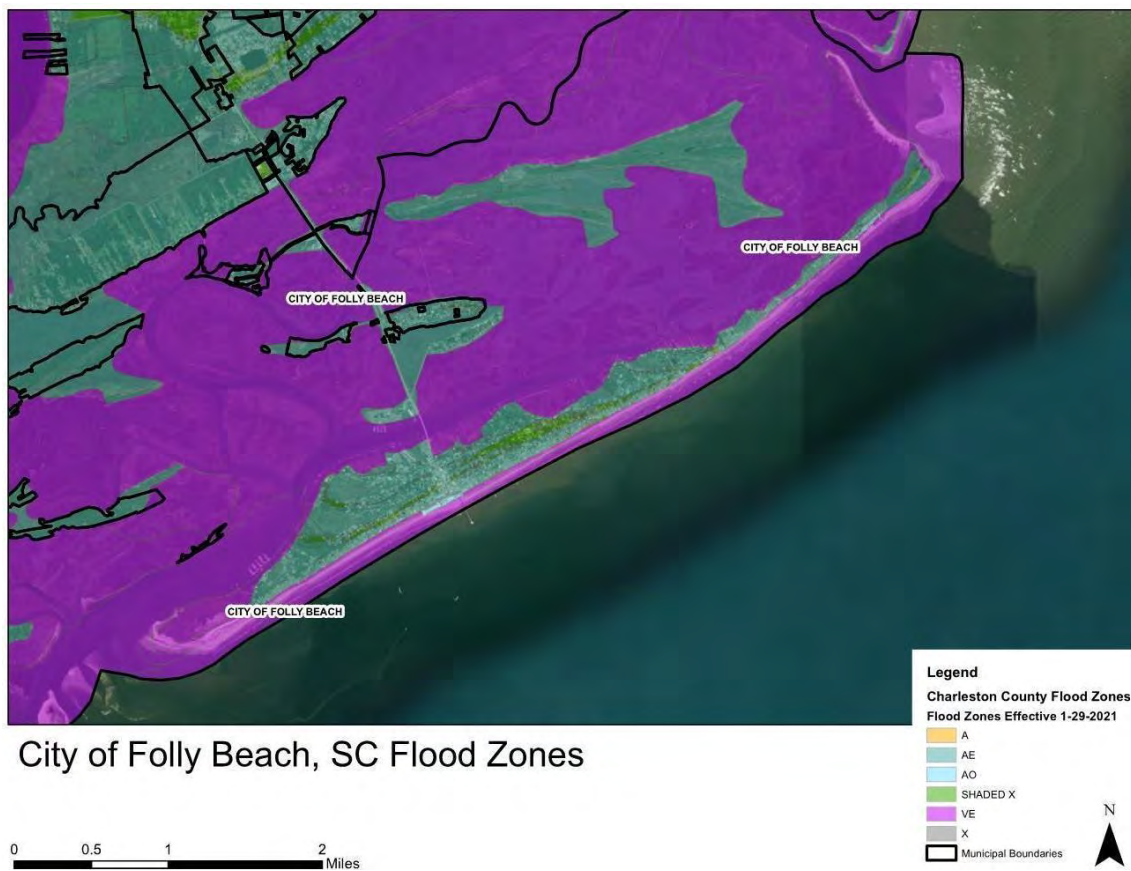 CITY OF FOLLY BEACH
CITY OF FOLLY BEACH
CITY OF FOLLY BEACH
Legend
Charleston County Flood Zones
Flood Zones Effective 1-29-2021
A
AE
AO
SHADED X
VE
X
Municipal Boundaries
N
City of Folly Beach, SC Flood Zones
0 0.5 1 2
Miles